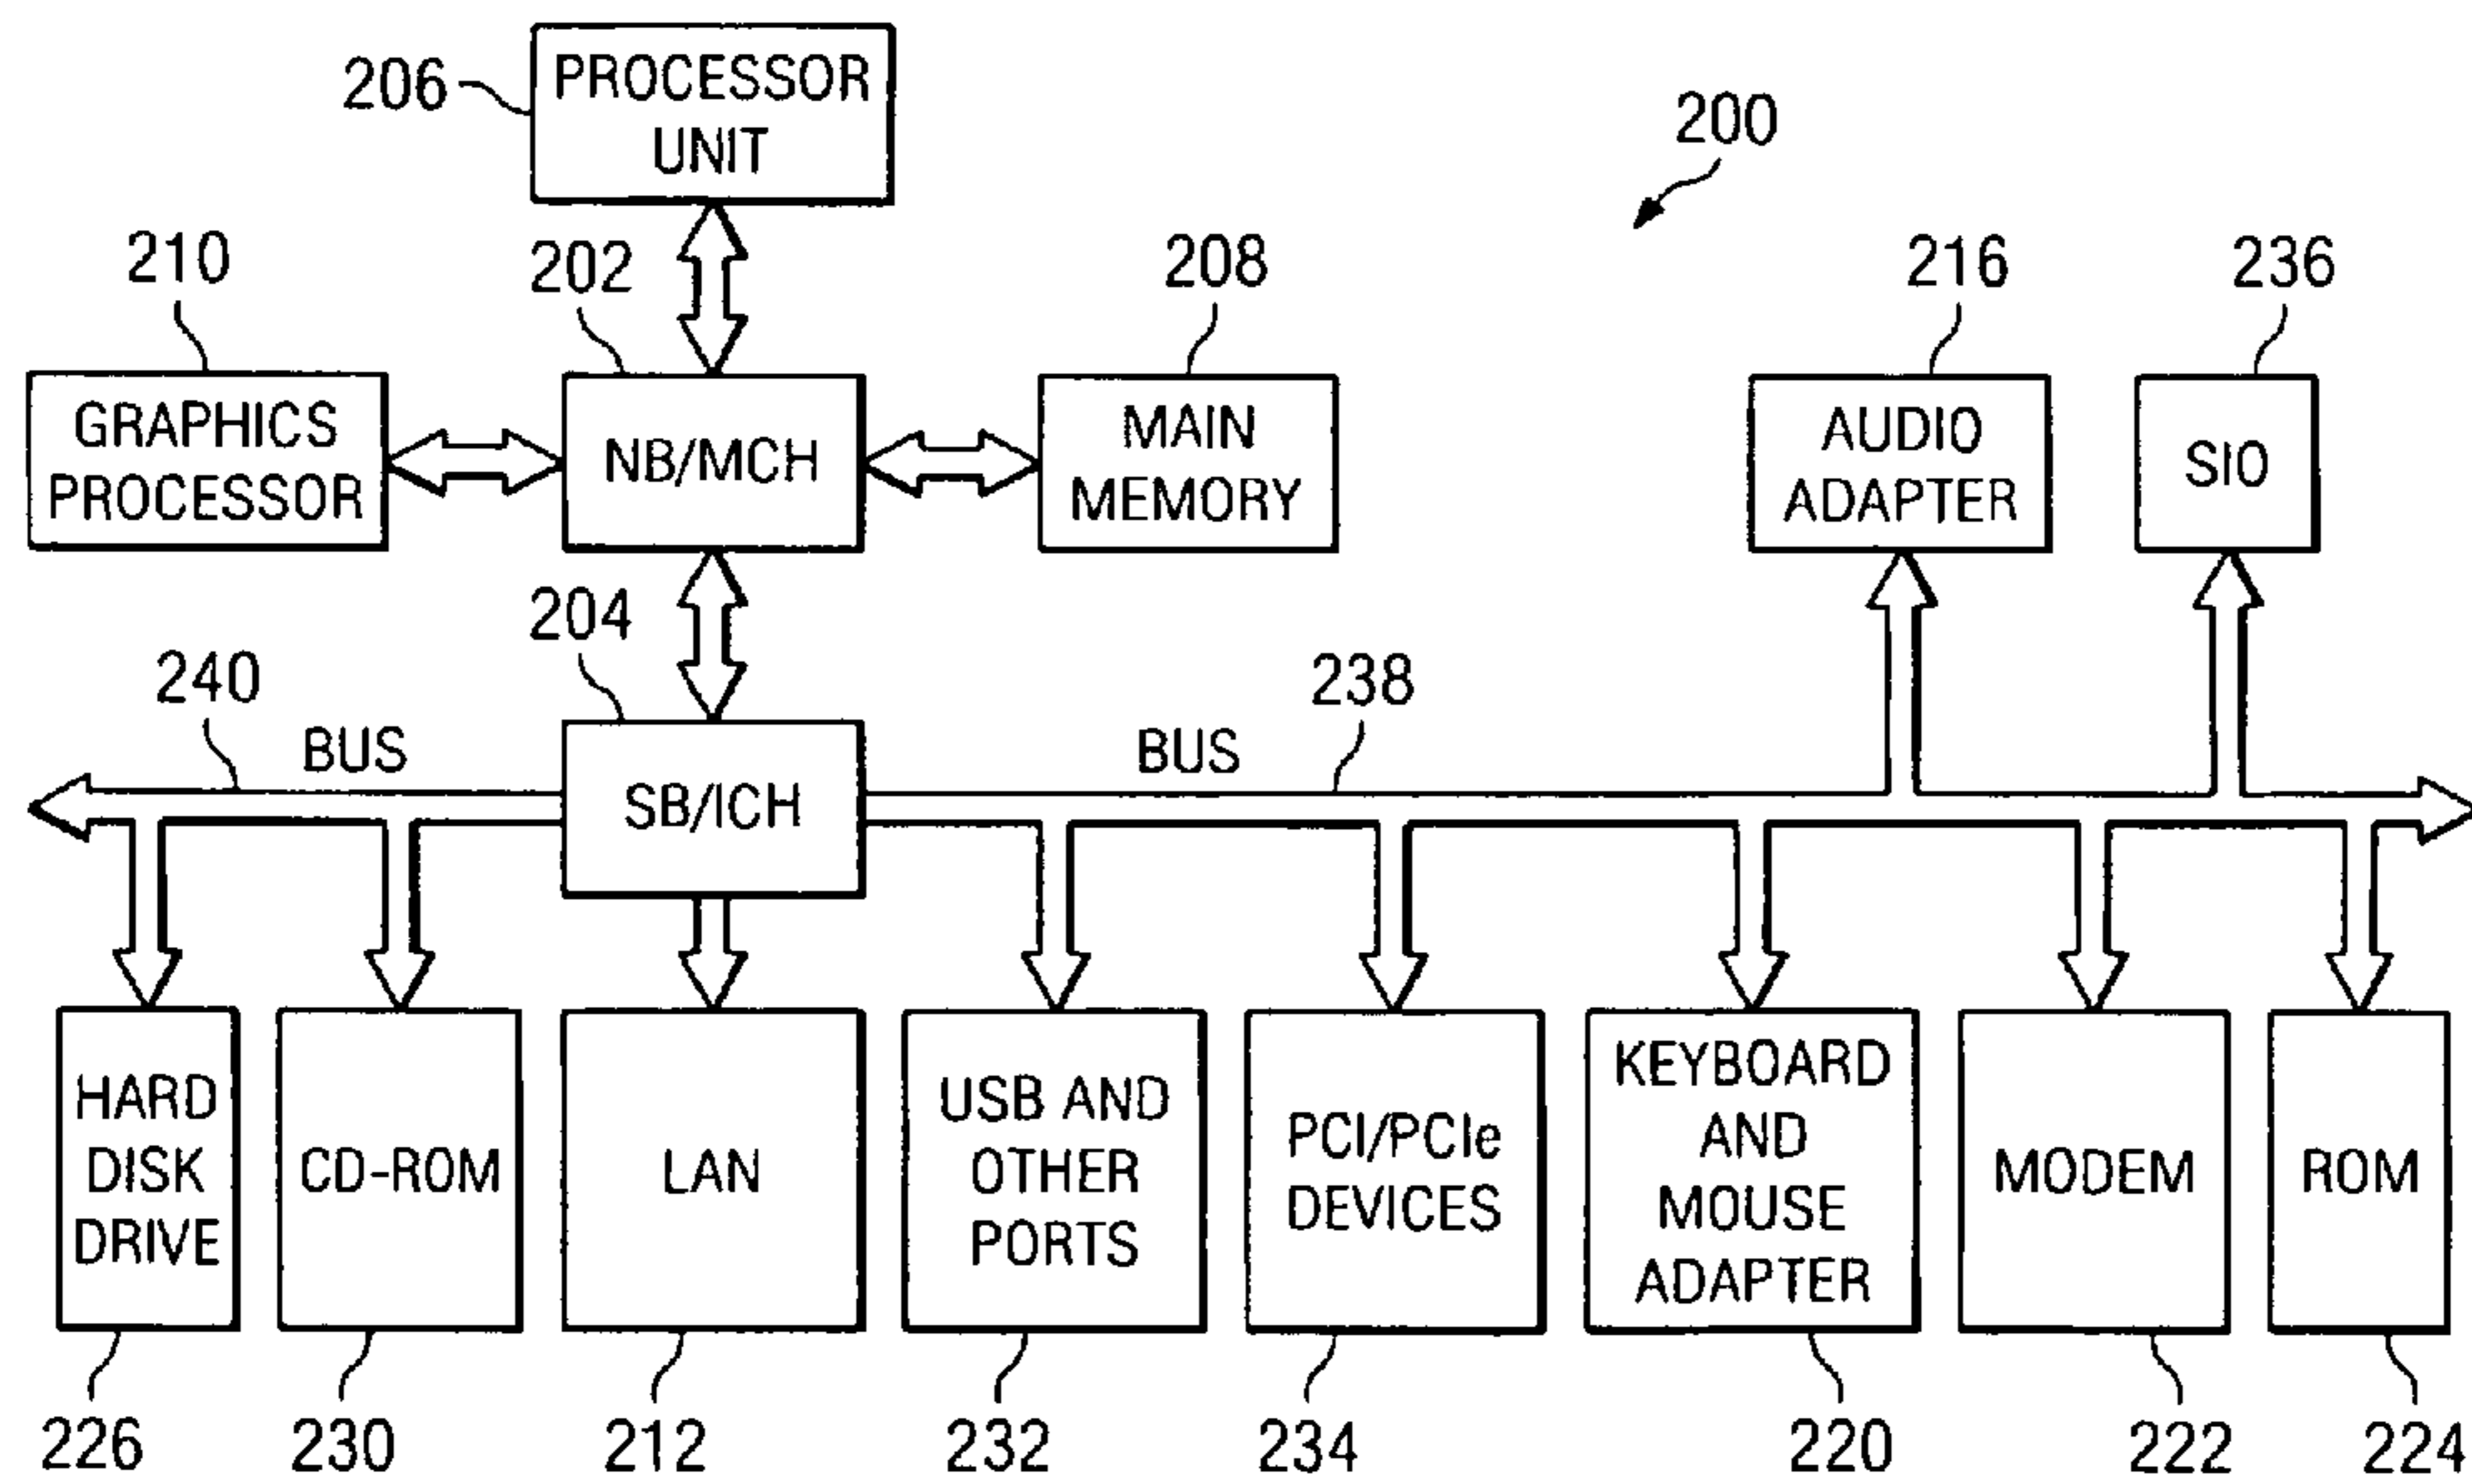 206
PROCESSOR
UNIT
200
210
202
208
216
236
GRAPHICS
PROCESSOR
NB/MCH
MAIN
MEMORY
AUDIO
ADAPTER
SIO
204
240
BUS
SB/ICH
BUS
238
HARD
DISK
DRIVE
CD-ROM
LAN
USB AND
OTHER
PORTS
PCI/PCIe
DEVICES
KEYBOARD
AND
MOUSE
ADAPTER
MODEM
ROM
226
230
212
232
234
220
222
224